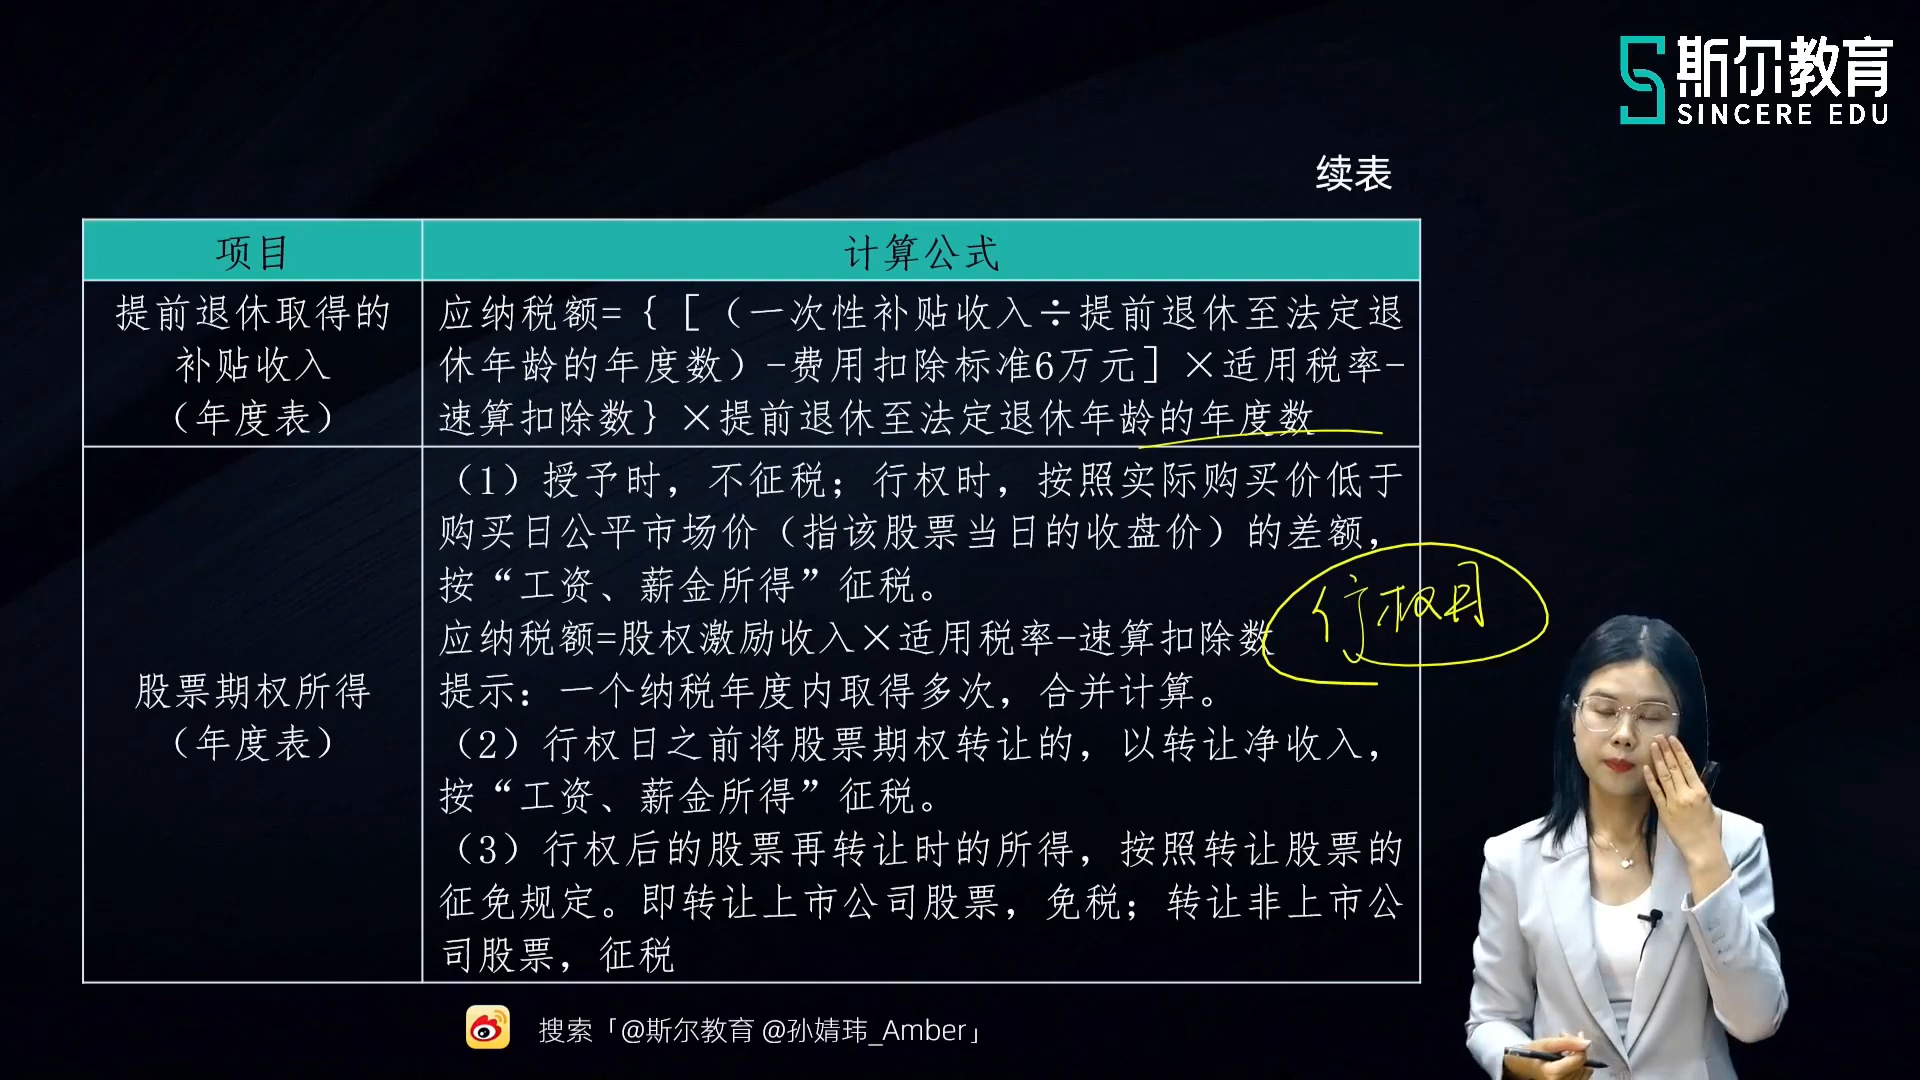 斯尔教育
SINCERE EDU
续表
项目
计算公式
提前退休取得的
补贴收入
（年度表）
应纳税额=｛［（一次性补贴收入÷提前退休至法定退
休年龄的年度数）-费用扣除标准6万元］×适用税率-
速算扣除数｝×提前退休至法定退休年龄的年度数
股票期权所得
（年度表）
（1）授予时，不征税；行权时，按照实际购买价低于
购买日公平市场价（指该股票当日的收盘价）的差额，
按“工资、薪金所得”征税。
应纳税额=股权激励收入×适用税率-速算扣除数
提示：一个纳税年度内取得多次，合并计算。
（2）行权日之前将股票期权转让的，以转让净收入，
按“工资、薪金所得”征税。
（3）行权后的股票再转让时的所得，按照转让股票的
征免规定。即转让上市公司股票，免税；转让非上市公
司股票，征税
行权日
搜索「@斯尔教育 @孙婧玮_Amber」